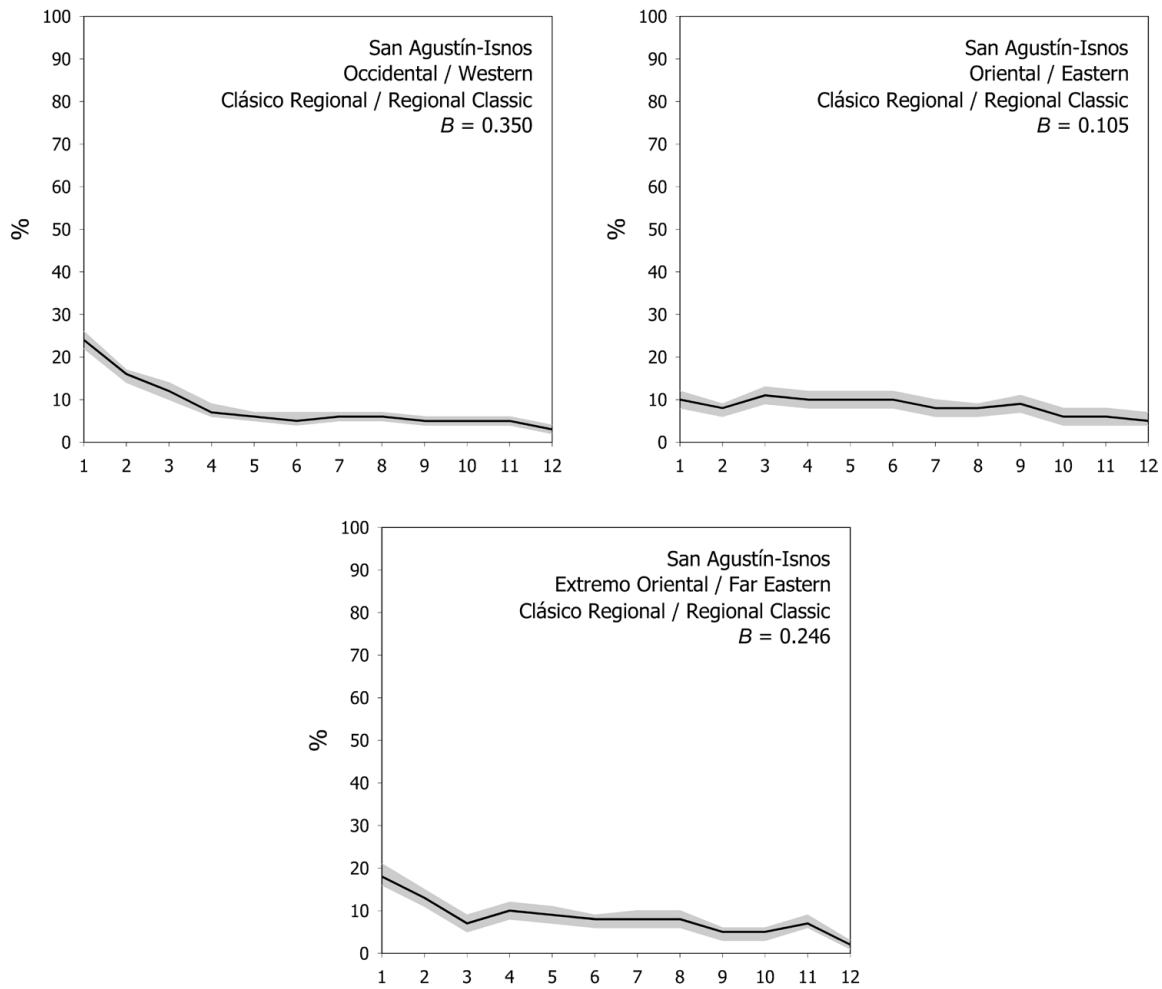 100
90
80
70
60
50
40
30
20
10
0
%
San Agustín-Isnos
Occidental / Western
Clásico Regional / Regional Classic
B = 0.350
1 2 3 4 5 6 7 8 9 10 11 12
100
90
80
70
60
50
40
30
20
10
0
%
San Agustín-Isnos
Oriental / Eastern
Clásico Regional / Regional Classic
B = 0.105
1 2 3 4 5 6 7 8 9 10 11 12
100
90
80
70
60
50
40
30
20
10
0
%
San Agustín-Isnos
Extremo Oriental / Far Eastern
Clásico Regional / Regional Classic
B = 0.246
1 2 3 4 5 6 7 8 9 10 11 12